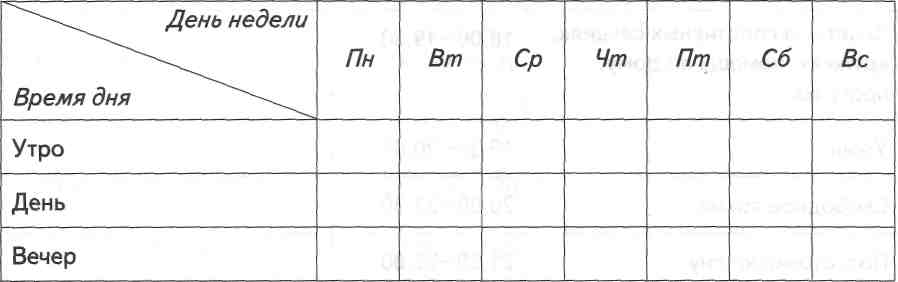 День недели
Время дня
Пн Вт Ср Чт Пт Сб Вс
Утро
День
Вечер